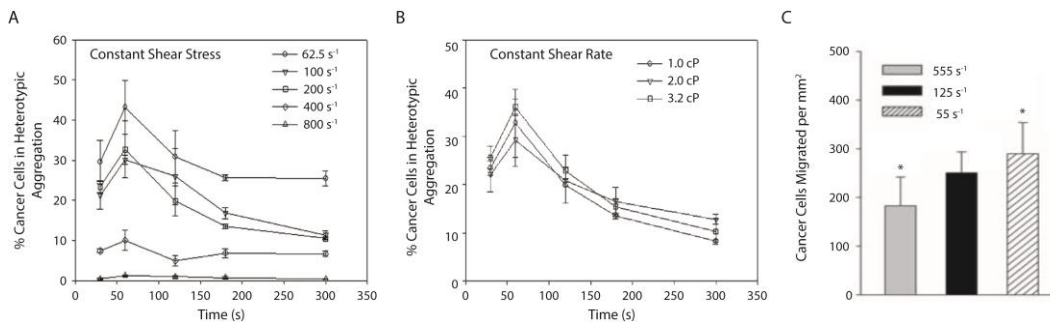 A
% Cancer Cells in Heterotypic
Aggregation
60
50
40
30
20
10
0
Constant Shear Stress
62.5 s⁻¹
100 s⁻¹
200 s⁻¹
400 s⁻¹
800 s⁻¹
0 50 100 150 200 250 300 350
Time (s)
B
% Cancer Cells in Heterotypic
Aggregation
50
40
30
20
10
0
Constant Shear Rate
1.0 cP
2.0 cP
3.2 cP
0 50 100 150 200 250 300 350
Time (s)
C
Cancer Cells Migrated per mm²
500
400
300
200
100
0
555 s⁻¹
125 s⁻¹
55 s⁻¹
*
*